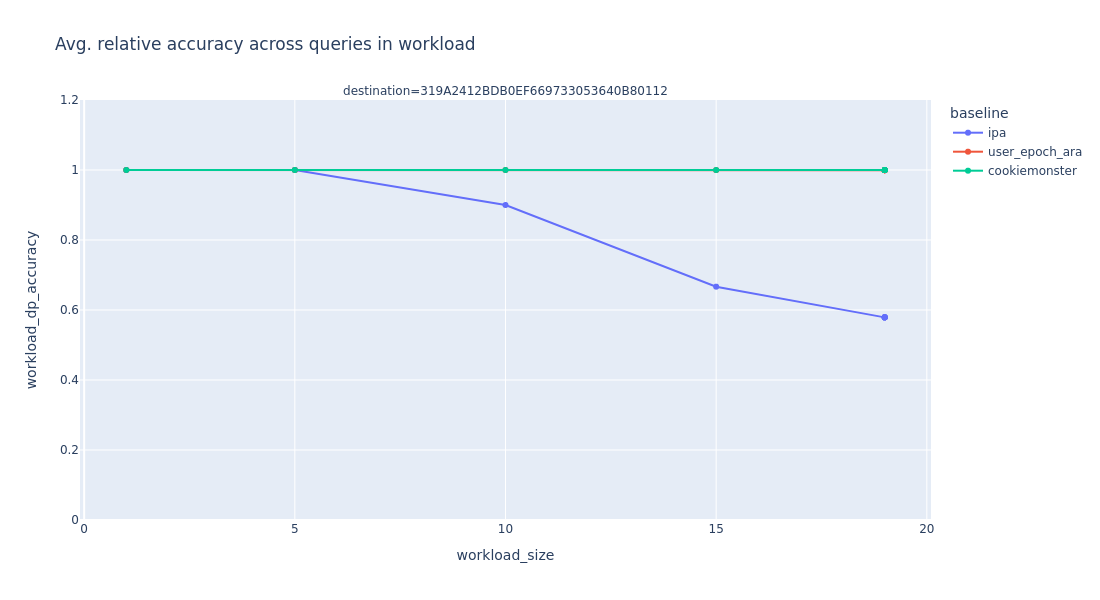 Avg. relative accuracy across queries in workload
destination=319A2412BDB0EF669733053640B80112
baseline
ipa
user_epoch_ara
cookiemonster
workload_dp_accuracy
1.2
1
0.8
0.6
0.4
0.2
0
0
5
10
15
20
workload_size